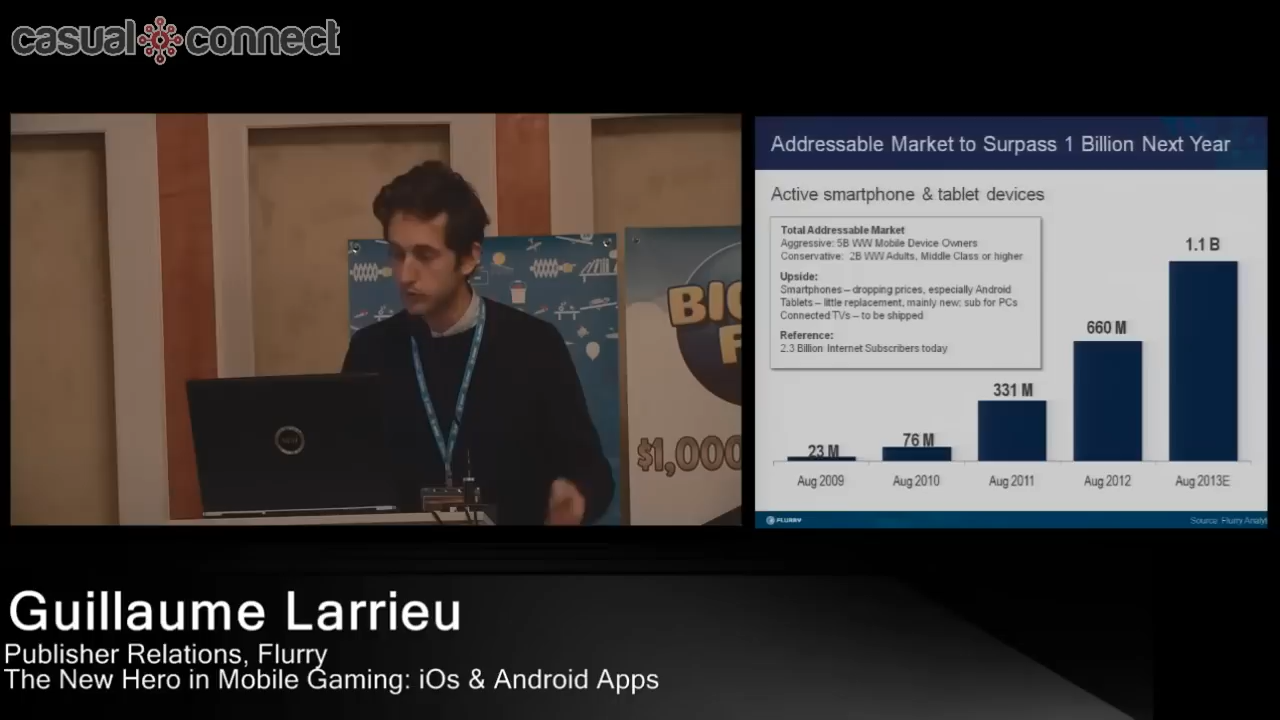 casual connect
BIG
F
$1,000
Addressable Market to Surpass 1 Billion Next Year
Active smartphone & tablet devices
Total Addressable Market
Aggressive: 5B WW Mobile Device Owners
Conservative: 2B WW Adults, Middle Class or higher
Upside:
Smartphones – dropping prices, especially Android
Tablets – little replacement, mainly new: sub for PCs
Connected TVs – to be shipped
Reference:
2.3 Billion Internet Subscribers today
23 M
76 M
331 M
660 M
1.1 B
Aug 2009
Aug 2010
Aug 2011
Aug 2012
Aug 2013E
FLURRY
Source: Flurry Analyt
Guillaume Larrieu
Publisher Relations, Flurry
The New Hero in Mobile Gaming: iOs & Android Apps